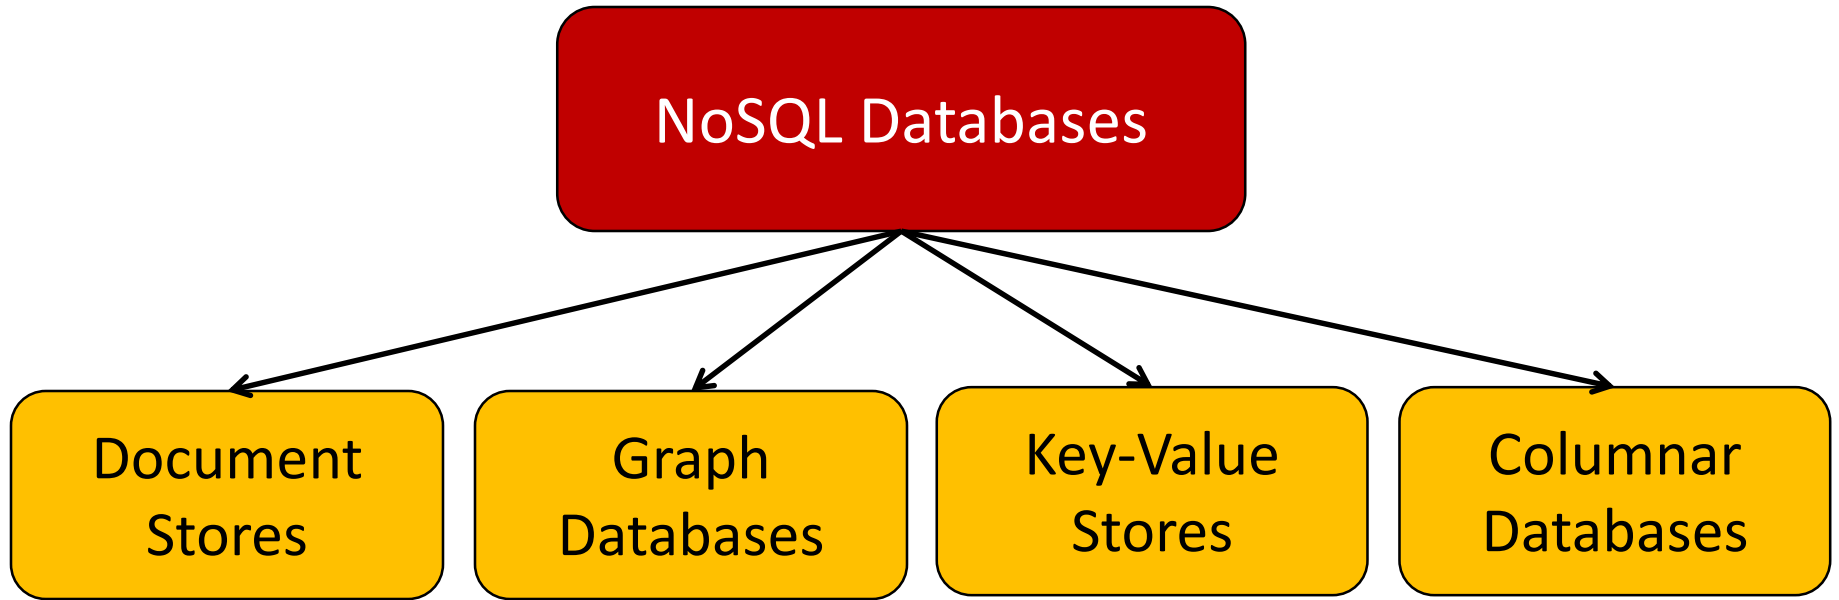 NoSQL Databases
Document
Stores
Graph
Databases
Key-Value
Stores
Columnar
Databases